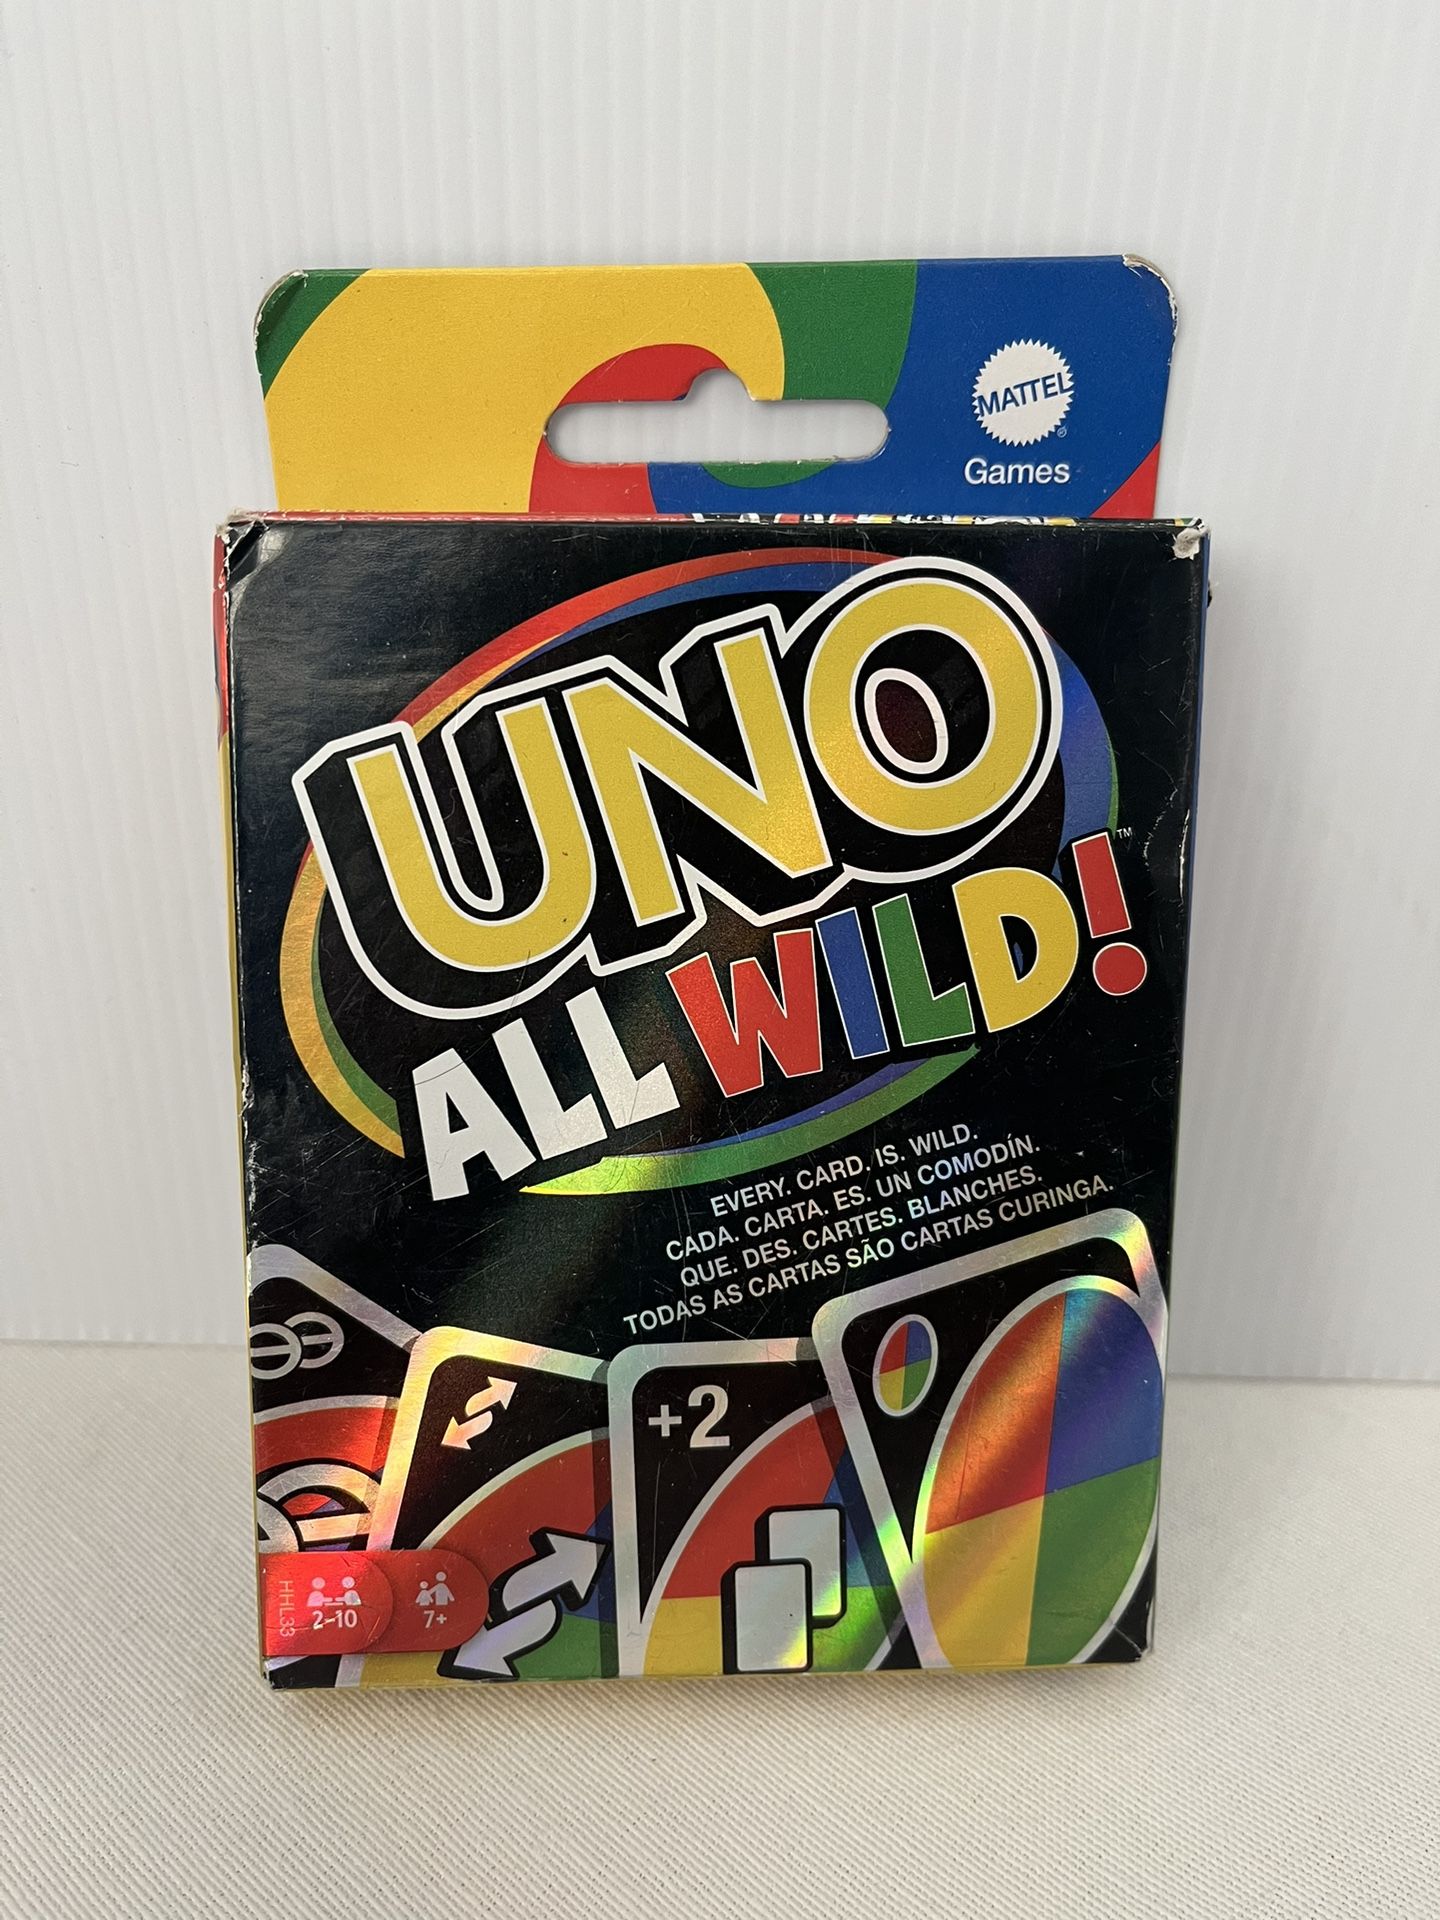 MATTEL
Games
UNO
ALL WILD!™
EVERY. CARD. IS. WILD.
CADA. CARTA. ES. UN COMODÍN.
QUE. DES. CARTES. BLANCHES.
TODAS AS CARTAS SÃO CARTAS CURINGA.
+2
HHL33
2-10
7+